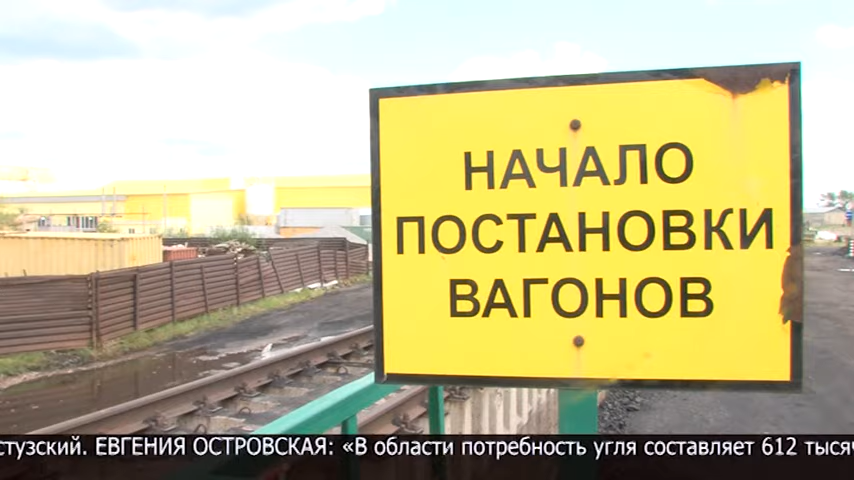 НАЧАЛО
ПОСТАНОВКИ
ВАГОНОВ
стузский. ЕВГЕНИЯ ОСТРОВСКАЯ: «В области потребность угля составляет 612 тысяч